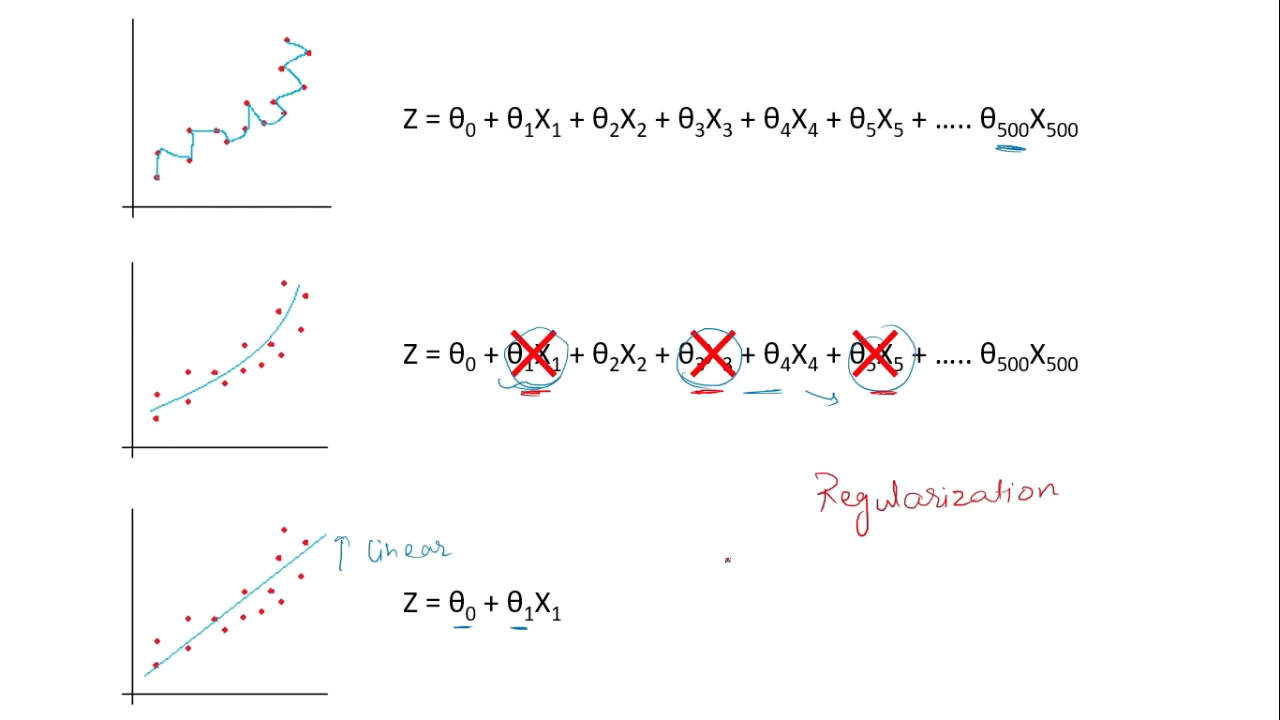 Z = θ₀ + θ₁X₁ + θ₂X₂ + θ₃X₃ + θ₄X₄ + θ₅X₅ + ..... θ₅₀₀X₅₀₀
Z = θ₀ + θ₁X₁ + θ₂X₂ + θ₃X₃ + θ₄X₄ + θ₅X₅ + ..... θ₅₀₀X₅₀₀
Regularization
linear
Z = θ₀ + θ₁X₁